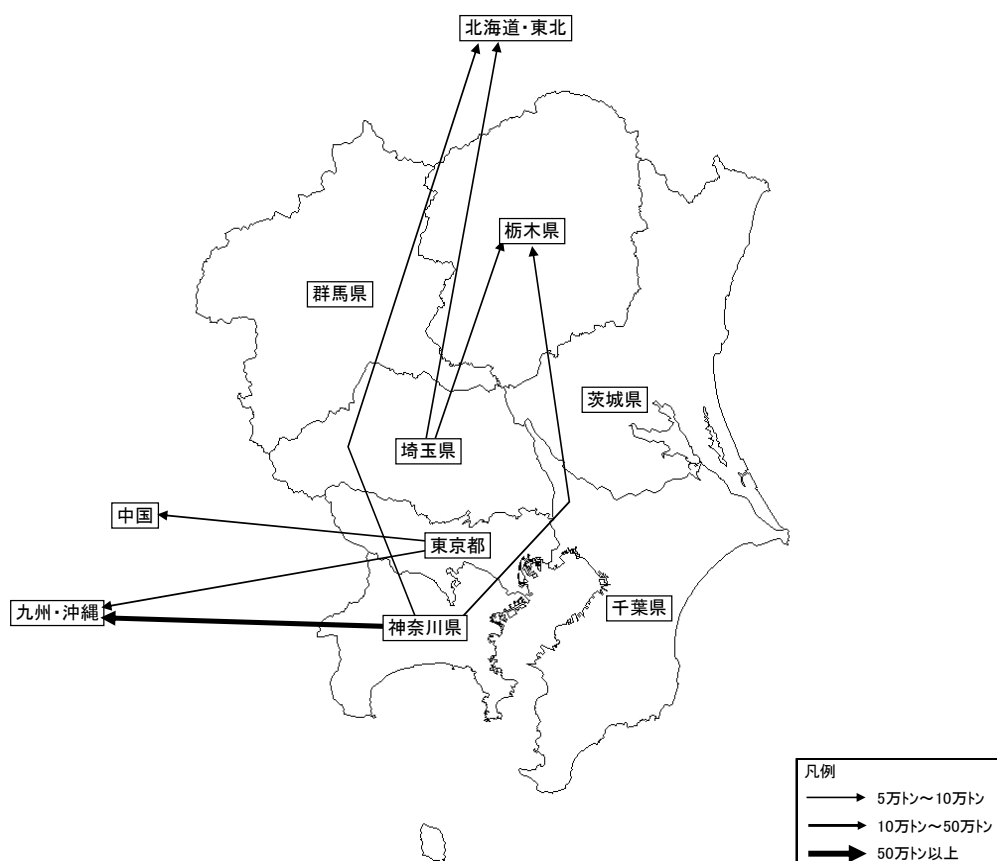 北海道・東北
栃木県
群馬県
茨城県
埼玉県
中国
東京都
千葉県
九州・沖縄
神奈川県
凡例
5万トン～10万トン
10万トン～50万トン
50万トン以上